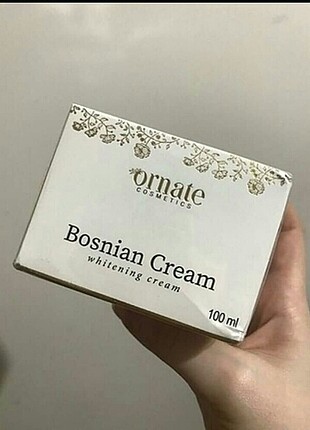 ornate
COSMETICS
Bosnian Cream
whitening cream
100 ml